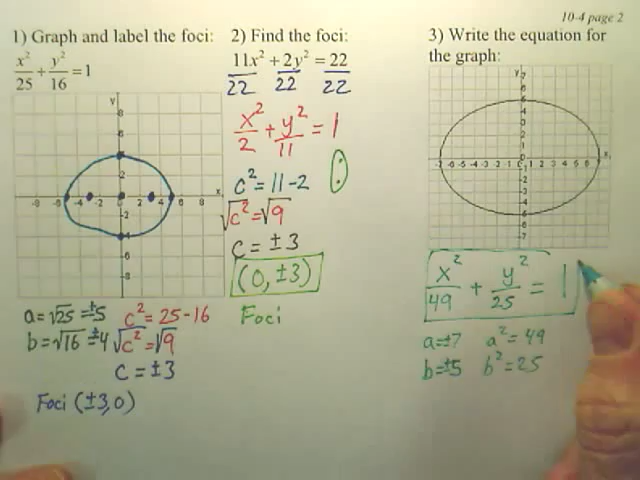 10-4 page 2
1) Graph and label the foci:
x²/25 + y²/16 = 1
a = √25 = ±5
b = √16 = ±4
c² = 25 - 16
√c² = √9
c = ±3
Foci (±3, 0)
2) Find the foci:
11x² + 2y² = 22
22 22 22
x²/2 + y²/11 = 1
c² = 11 - 2
√c² = √9
c = ±3
(0, ±3)
Foci
3) Write the equation for
the graph:
x²/49 + y²/25 = 1
a = ±7 a² = 49
b = ±5 b² = 25